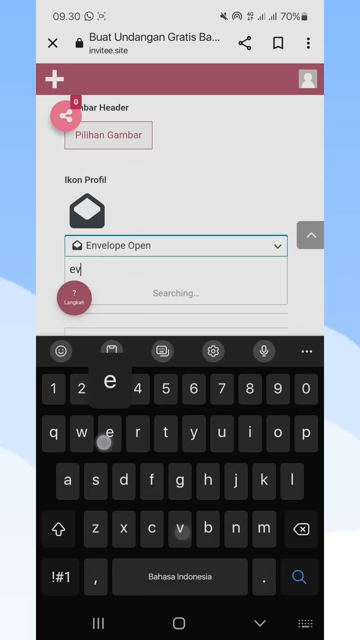 09.30
70%
Buat Undangan Gratis Ba...
invitee.site
0
bar Header
Pilihan Gambar
Ikon Profil
Envelope Open
ev
?
Langkah
Searching...
e
1 2 4 5 6 7 8 9 0
q w e r t y u i o p
a s d f g h j k l
z x c v b n m
!#1 , Bahasa Indonesia .